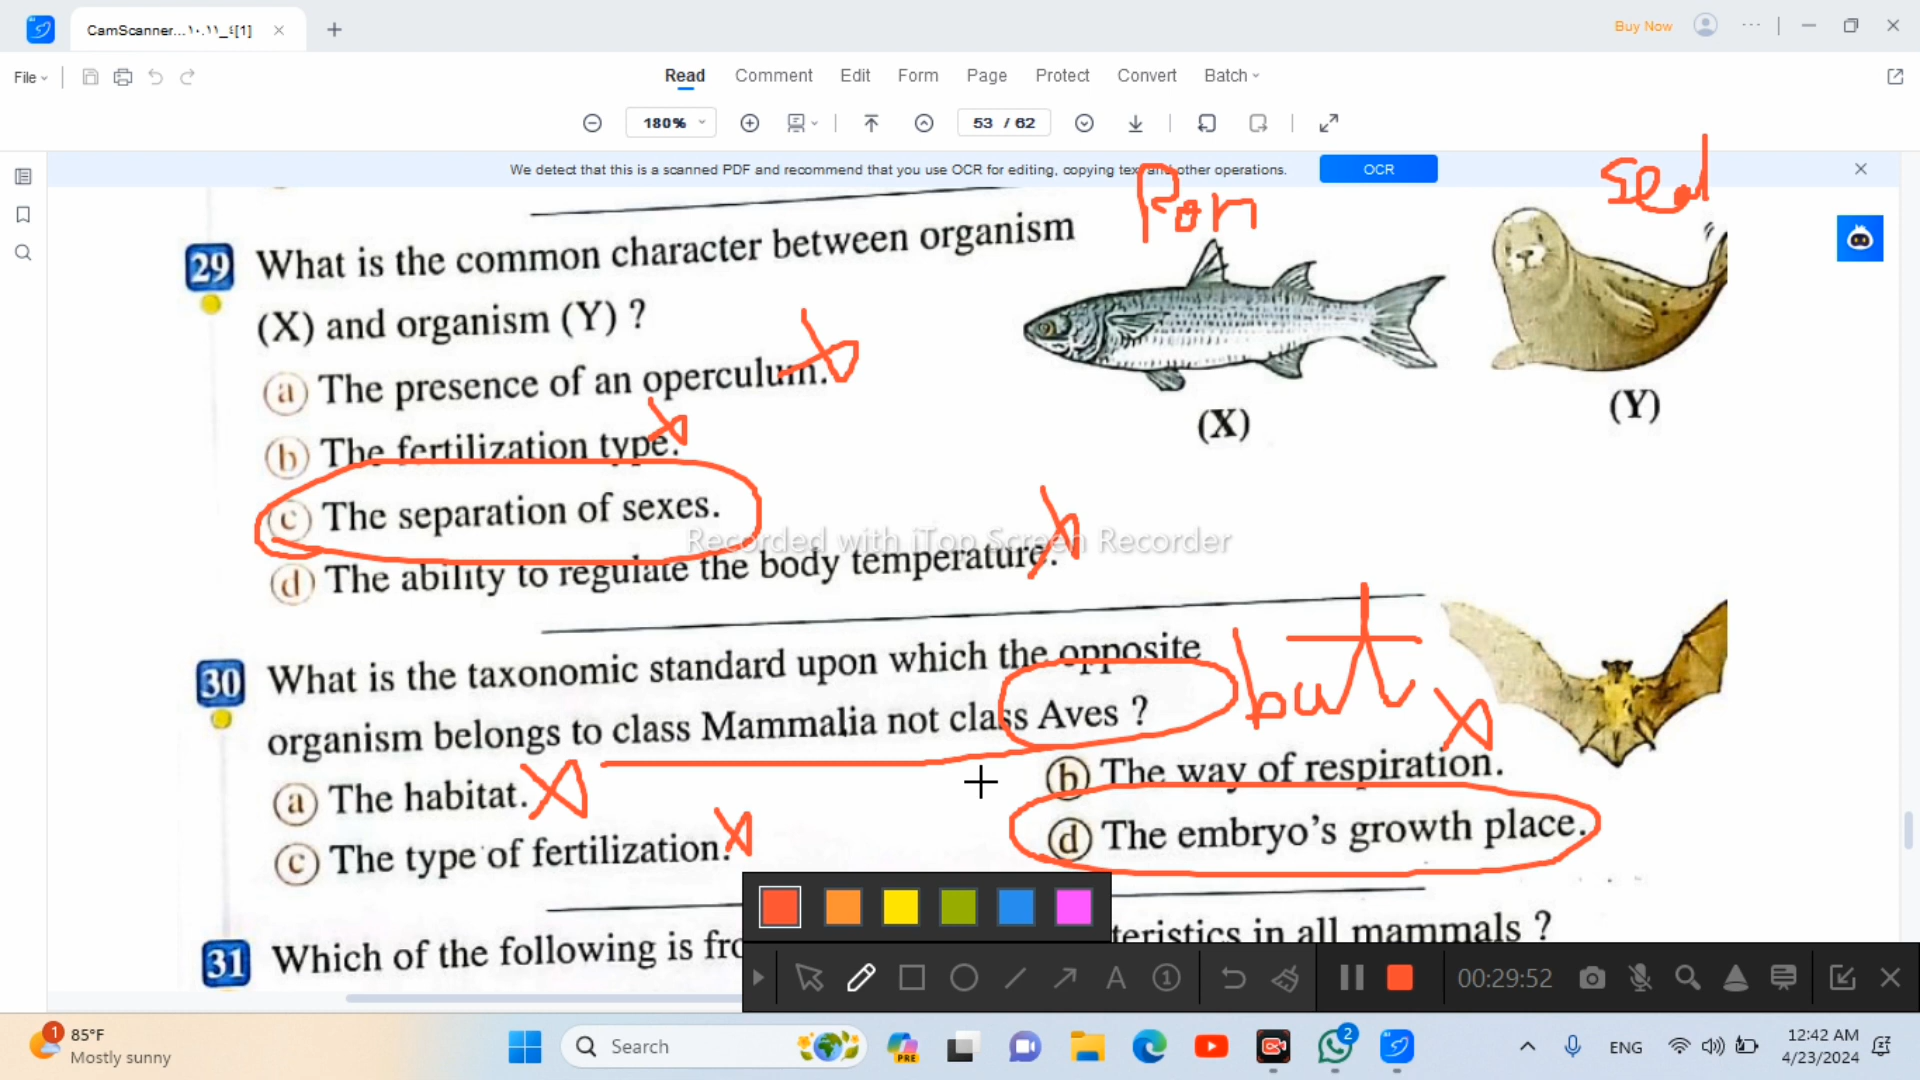 CamScanner...١٠.١١_٤[1]
Buy Now
File
Read Comment Edit Form Page Protect Convert Batch
180%
53 / 62
We detect that this is a scanned PDF and recommend that you use OCR for editing, copying text and other operations.
OCR
Seal
29 What is the common character between organism
(X) and organism (Y) ?
a The presence of an operculum.
b The fertilization type.
c The separation of sexes.
d The ability to regulate the body temperature.
(X)
(Y)
Recorded with iTop Screen Recorder
30 What is the taxonomic standard upon which the opposite
organism belongs to class Mammalia not class Aves ?
bat
a The habitat.
b The way of respiration.
c The type of fertilization.
d The embryo's growth place.
31 Which of the following is fro
teristics in all mammals ?
A
1
00:29:52
1
85°F
Mostly sunny
Search
PRE
2
ENG
12:42 AM
4/23/2024